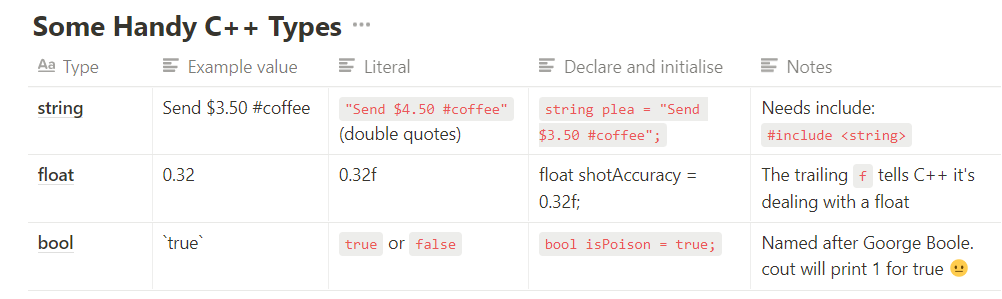 Some Handy C++ Types ···
Aa Type
Example value
Literal
Declare and initialise
Notes
string
Send $3.50 #coffee
"Send $4.50 #coffee"
(double quotes)
string plea = "Send
$3.50 #coffee";
Needs include:
#include <string>
float
0.32
0.32f
float shotAccuracy =
0.32f;
The trailing f tells C++ it's
dealing with a float
bool
`true`
true or false
bool isPoison = true;
Named after Goorge Boole.
cout will print 1 for true 😐